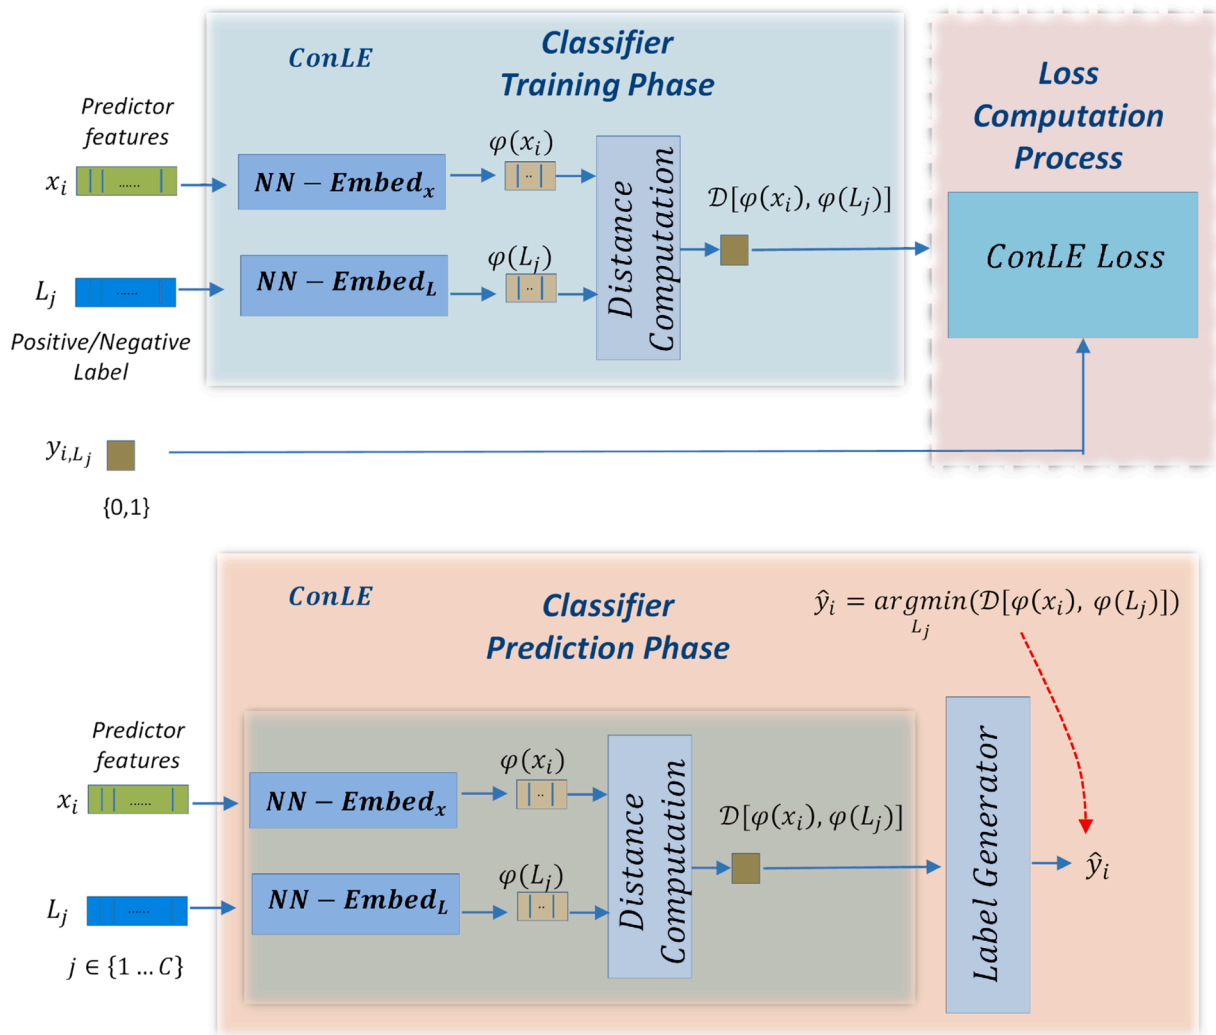 ConLE
Classifier
Training Phase
Loss
Computation
Process
Predictor
features
x_i
......
NN − Embed_x
φ(x_i)
..
Distance
Computation
𝒟[φ(x_i), φ(L_j)]
ConLE Loss
L_j
......
NN − Embed_L
φ(L_j)
..
Positive/Negative
Label
y_{i,L_j}
{0,1}
ConLE
Classifier
Prediction Phase
ŷ_i = argmin(𝒟[φ(x_i), φ(L_j)])
L_j
Predictor
features
x_i
......
NN − Embed_x
φ(x_i)
..
Distance
Computation
𝒟[φ(x_i), φ(L_j)]
Label Generator
ŷ_i
L_j
......
NN − Embed_L
φ(L_j)
..
j ∈ {1 … C}